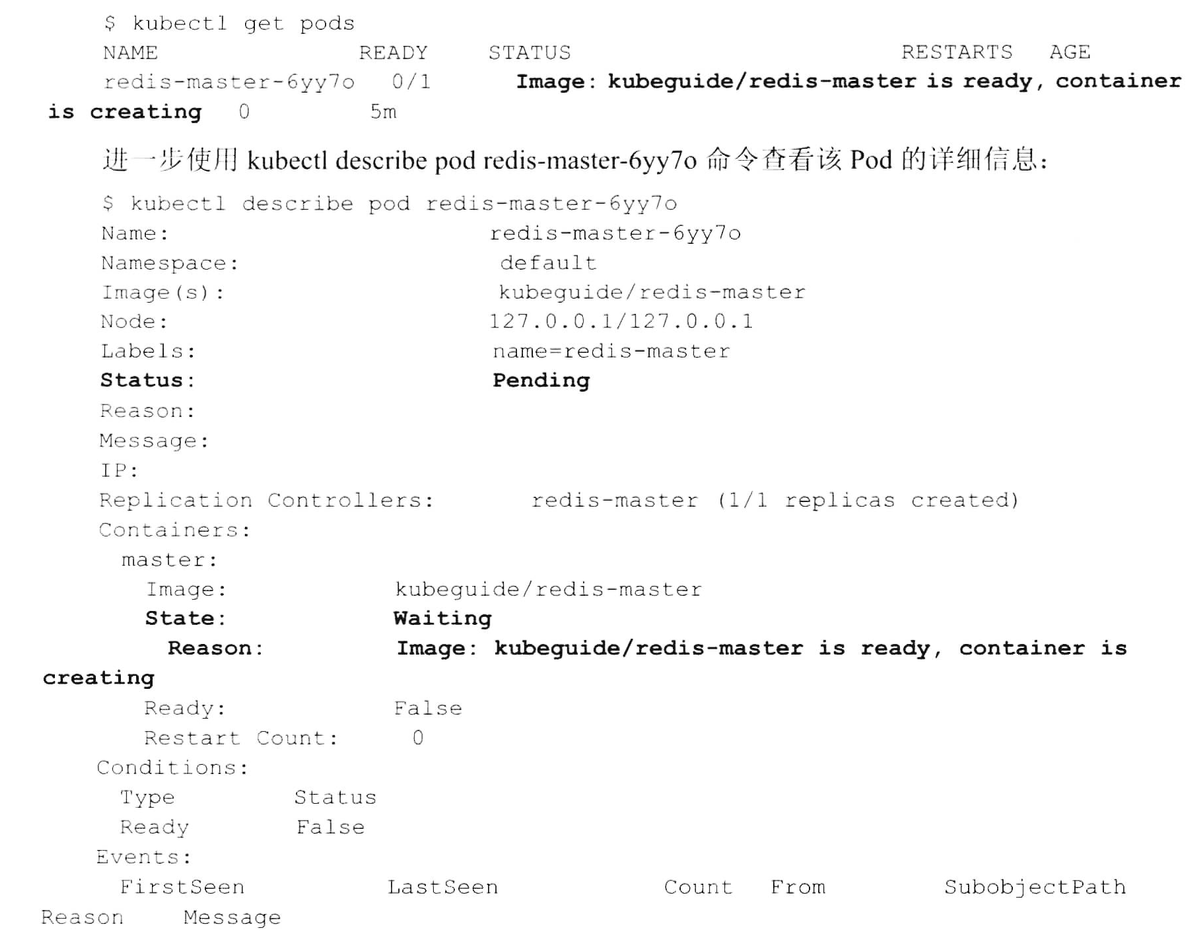 $ kubectl get pods
NAME READY STATUS RESTARTS AGE
redis-master-6yy7o 0/1 Image: kubeguide/redis-master is ready, container
is creating 0 5m
进一步使用 kubectl describe pod redis-master-6yy7o 命令查看该 Pod 的详细信息：
$ kubectl describe pod redis-master-6yy7o
Name: redis-master-6yy7o
Namespace: default
Image(s): kubeguide/redis-master
Node: 127.0.0.1/127.0.0.1
Labels: name=redis-master
Status: Pending
Reason:
Message:
IP:
Replication Controllers: redis-master (1/1 replicas created)
Containers:
master:
Image: kubeguide/redis-master
State: Waiting
Reason: Image: kubeguide/redis-master is ready, container is
creating
Ready: False
Restart Count: 0
Conditions:
Type Status
Ready False
Events:
FirstSeen LastSeen Count From SubobjectPath
Reason Message